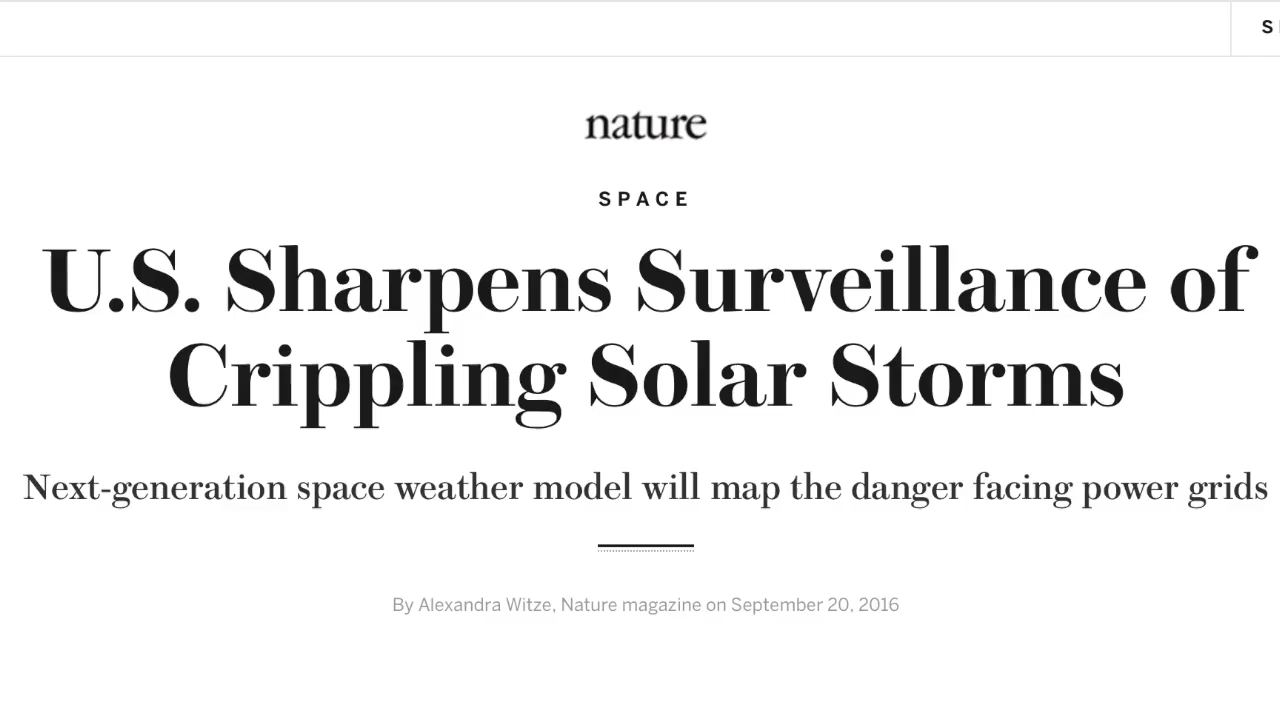 nature
SPACE
U.S. Sharpens Surveillance of
Crippling Solar Storms
Next-generation space weather model will map the danger facing power grids
By Alexandra Witze, Nature magazine on September 20, 2016